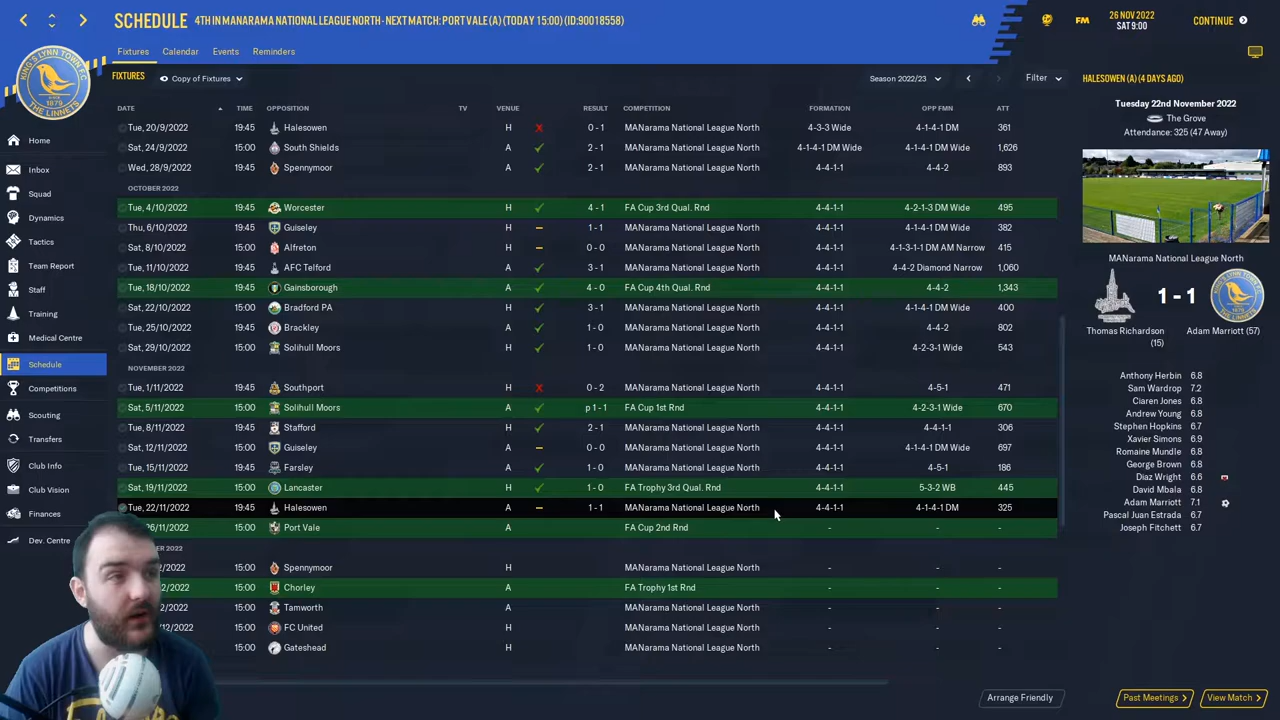 SCHEDULE 4TH IN MANARAMA NATIONAL LEAGUE NORTH - NEXT MATCH: PORT VALE (A) (TODAY 15:00) (ID:90018558)
FM 26 NOV 2022 SAT 9:00 CONTINUE
Fixtures Calendar Events Reminders
FIXTURES Copy of Fixtures Season 2022/23 Filter
DATE TIME OPPOSITION TV VENUE RESULT COMPETITION FORMATION OPP FMN ATT
Tue, 20/9/2022 19:45 Halesowen H 0 - 1 MANarama National League North 4-3-3 Wide 4-1-4-1 DM 361
Sat, 24/9/2022 15:00 South Shields A 2 - 1 MANarama National League North 4-1-4-1 DM Wide 4-1-4-1 DM Wide 1,626
Wed, 28/9/2022 19:45 Spennymoor A 2 - 1 MANarama National League North 4-4-1-1 4-4-2 893
OCTOBER 2022
Tue, 4/10/2022 19:45 Worcester H 4 - 1 FA Cup 3rd Qual. Rnd 4-4-1-1 4-2-1-3 DM Wide 495
Thu, 6/10/2022 19:45 Guiseley H 1 - 1 MANarama National League North 4-4-1-1 4-1-4-1 DM Wide 382
Sat, 8/10/2022 15:00 Alfreton H 0 - 0 MANarama National League North 4-4-1-1 4-1-3-1-1 DM AM Narrow 415
Tue, 11/10/2022 19:45 AFC Telford A 3 - 1 MANarama National League North 4-4-1-1 4-4-2 Diamond Narrow 1,060
Tue, 18/10/2022 19:45 Gainsborough A 4 - 0 FA Cup 4th Qual. Rnd 4-4-1-1 4-4-2 1,343
Sat, 22/10/2022 15:00 Bradford PA H 3 - 1 MANarama National League North 4-4-1-1 4-1-4-1 DM Wide 400
Tue, 25/10/2022 19:45 Brackley A 1 - 0 MANarama National League North 4-4-1-1 4-4-2 802
Sat, 29/10/2022 15:00 Solihull Moors H 1 - 0 MANarama National League North 4-4-1-1 4-2-3-1 Wide 543
NOVEMBER 2022
Tue, 1/11/2022 19:45 Southport H 0 - 2 MANarama National League North 4-4-1-1 4-5-1 471
Sat, 5/11/2022 15:00 Solihull Moors A p 1 - 1 FA Cup 1st Rnd 4-4-1-1 4-2-3-1 Wide 670
Tue, 8/11/2022 19:45 Stafford H 2 - 1 MANarama National League North 4-4-1-1 4-4-1-1 306
Sat, 12/11/2022 15:00 Guiseley A 0 - 0 MANarama National League North 4-4-1-1 4-1-4-1 DM Wide 697
Tue, 15/11/2022 19:45 Farsley A 1 - 0 MANarama National League North 4-4-1-1 4-5-1 186
Sat, 19/11/2022 15:00 Lancaster H 1 - 0 FA Trophy 3rd Qual. Rnd 4-4-1-1 5-3-2 WB 445
Tue, 22/11/2022 19:45 Halesowen A 1 - 1 MANarama National League North 4-4-1-1 4-1-4-1 DM 325
26/11/2022 15:00 Port Vale A FA Cup 2nd Rnd - - -
2022
15:00 Spennymoor H MANarama National League North - - -
15:00 Chorley A FA Trophy 1st Rnd - - -
15:00 Tamworth A MANarama National League North - - -
/12/2022 15:00 FC United H MANarama National League North - - -
15:00 Gateshead H MANarama National League North - - -
Arrange Friendly
KING'S LYNN TOWN F.C.
1879
THE LINNETS
Home
Inbox
Squad
Dynamics
Tactics
Team Report
Staff
Training
Medical Centre
Schedule
Competitions
Scouting
Transfers
Club Info
Club Vision
Finances
Dev. Centre
HALESOWEN (A) (4 DAYS AGO)
Tuesday 22nd November 2022
The Grove
Attendance: 325 (47 Away)
MANarama National League North
1 - 1
Thomas Richardson (15) Adam Marriott (57)
Anthony Herbin 6.8
Sam Wardrop 7.2
Ciaren Jones 6.8
Andrew Young 6.8
Stephen Hopkins 6.7
Xavier Simons 6.9
Romaine Mundle 6.8
George Brown 6.8
Diaz Wright 6.6
David Mbala 6.8
Adam Marriott 7.1
Pascal Juan Estrada 6.7
Joseph Fitchett 6.7
Past Meetings View Match